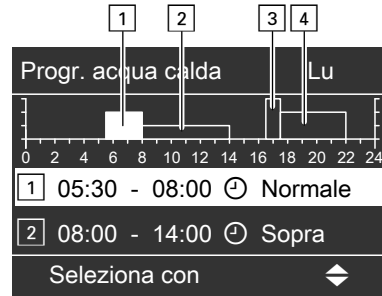 1 2 3 4
Progr. acqua calda Lu
0 2 4 6 8 10 12 14 16 18 20 22 24
1 05:30 - 08:00 Normale
2 08:00 - 14:00 Sopra
Seleziona con